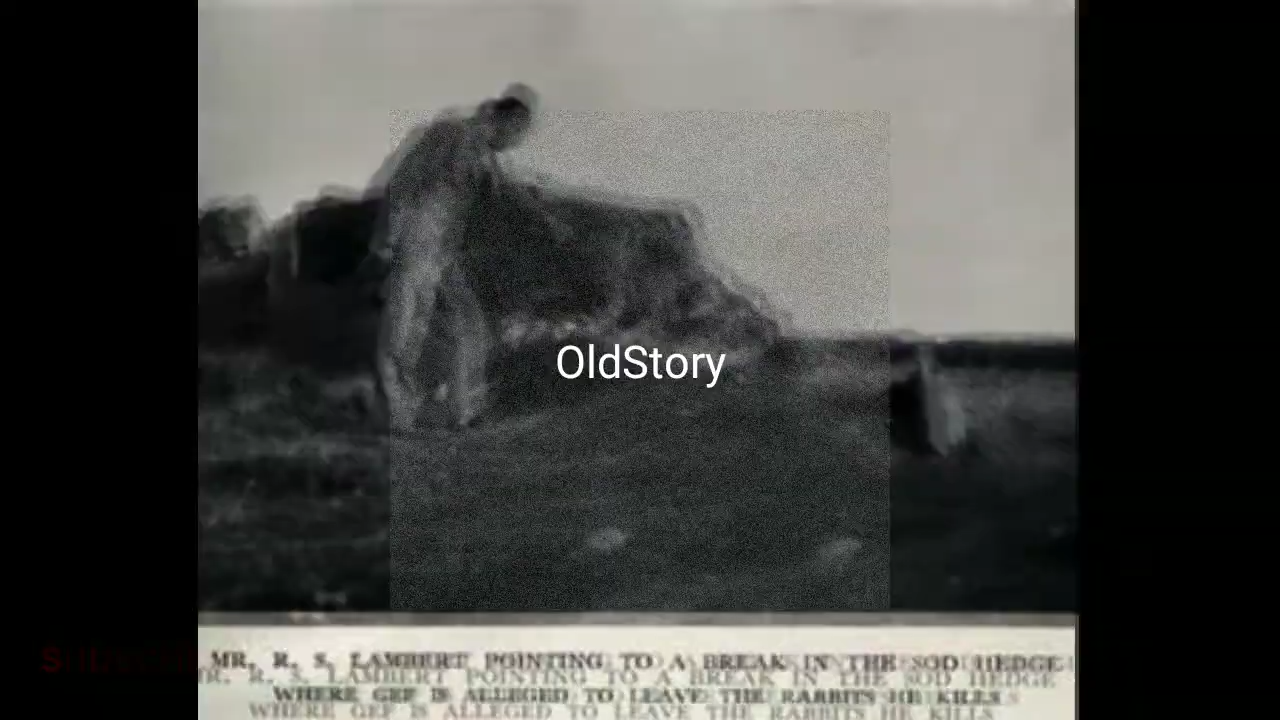 OldStory
MR. R. S. LAMBERT POINTING TO A BREAK IN THE SOD HEDGE
WHERE GEF IS ALLEGED TO LEAVE THE RABBITS HE KILLS